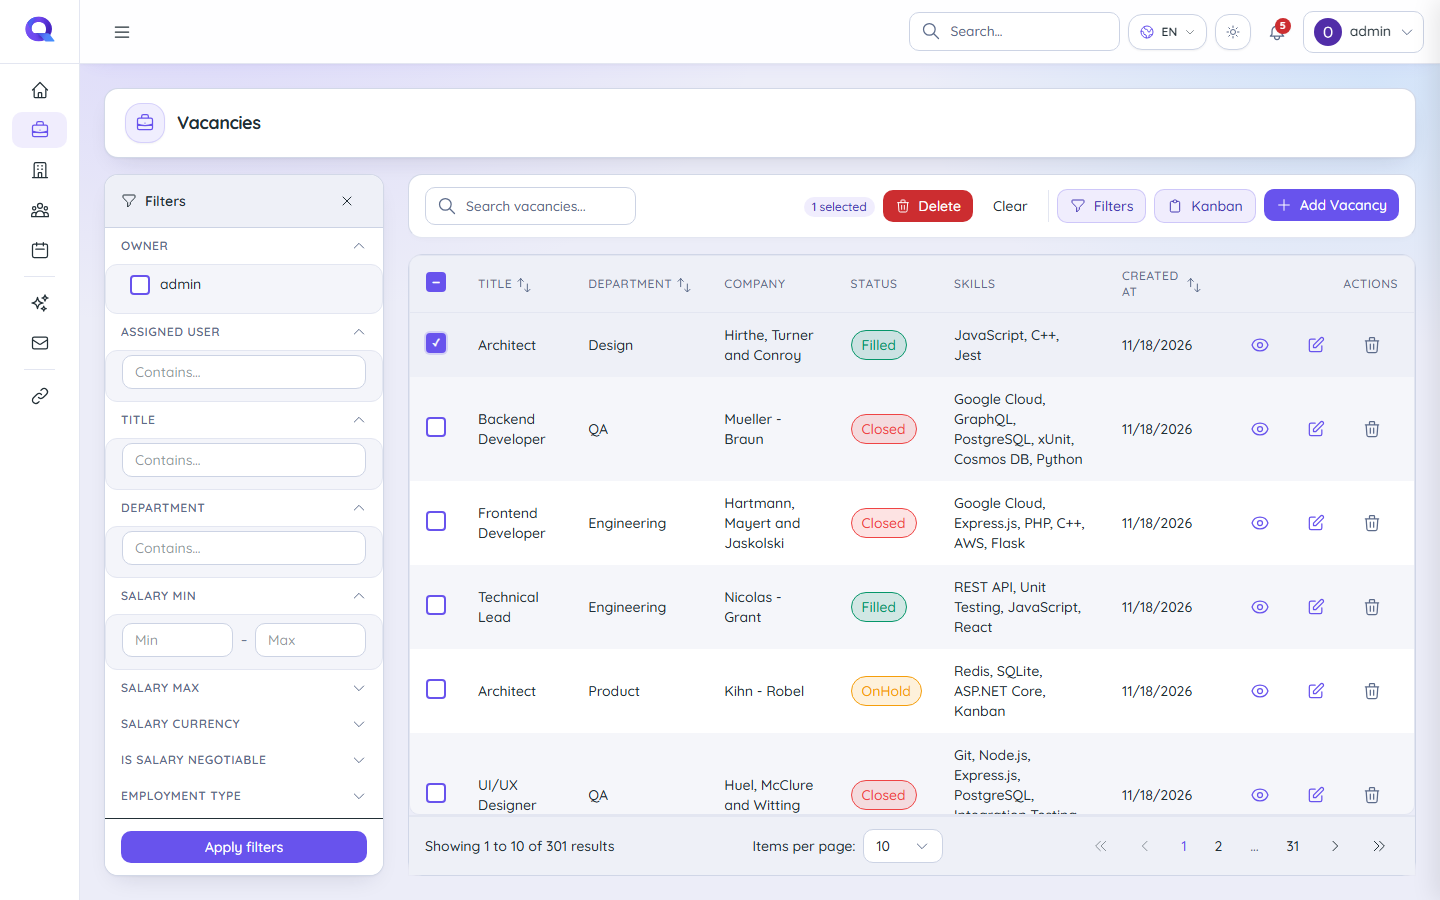 Search...
EN
5
O
admin
Vacancies
Filters
OWNER
admin
ASSIGNED USER
Contains...
TITLE
Contains...
DEPARTMENT
Contains...
SALARY MIN
Min
-
Max
SALARY MAX
SALARY CURRENCY
IS SALARY NEGOTIABLE
EMPLOYMENT TYPE
Apply filters
Search vacancies...
1 selected
Delete
Clear
Filters
Kanban
Add Vacancy
TITLE
DEPARTMENT
COMPANY
STATUS
SKILLS
CREATED
AT
ACTIONS
Architect
Design
Hirthe, Turner
and Conroy
Filled
JavaScript, C++,
Jest
11/18/2026
Backend
Developer
QA
Mueller -
Braun
Closed
Google Cloud,
GraphQL,
PostgreSQL, xUnit,
Cosmos DB, Python
11/18/2026
Frontend
Developer
Engineering
Hartmann,
Mayert and
Jaskolski
Closed
Google Cloud,
Express.js, PHP, C++,
AWS, Flask
11/18/2026
Technical
Lead
Engineering
Nicolas -
Grant
Filled
REST API, Unit
Testing, JavaScript,
React
11/18/2026
Architect
Product
Kihn - Robel
OnHold
Redis, SQLite,
ASP.NET Core,
Kanban
11/18/2026
UI/UX
Designer
QA
Huel, McClure
and Witting
Closed
Git, Node.js,
Express.js,
PostgreSQL,
Integration Testing
11/18/2026
Showing 1 to 10 of 301 results
Items per page:
10
1
2
...
31